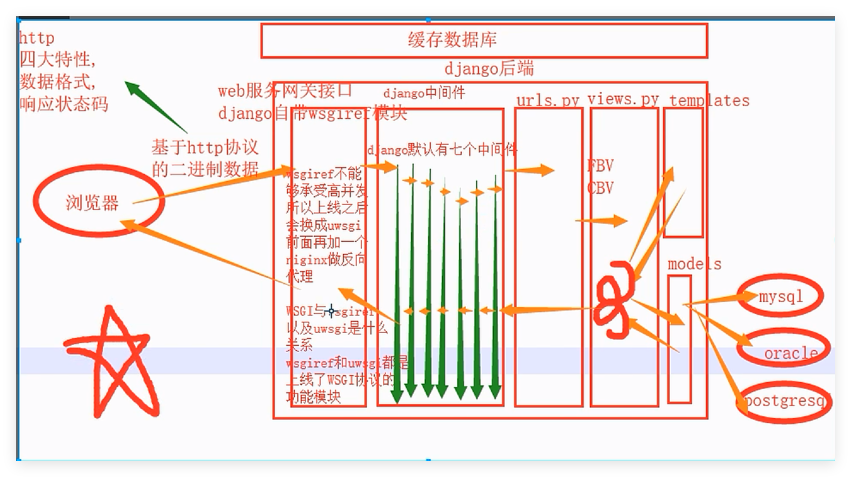 http
四大特性,
数据格式,
响应状态码
缓存数据库
django后端
web服务网关接口
django自带wsgiref模块
django中间件
urls.py
views.py
templates
基于http协议
的二进制数据
django默认有七个中间件
浏览器
wsgiref不能
够承受高并发
所以上线之后
会换成uwsgi
前面再加一个
niginx做反向
代理
WSGI与wsgiref
以及uwsgi是什么
关系
wsgiref和uwsgi都是
上线了WSGI协议的
功能模块
FBV
CBV
models
mysql
oracle
postgresq